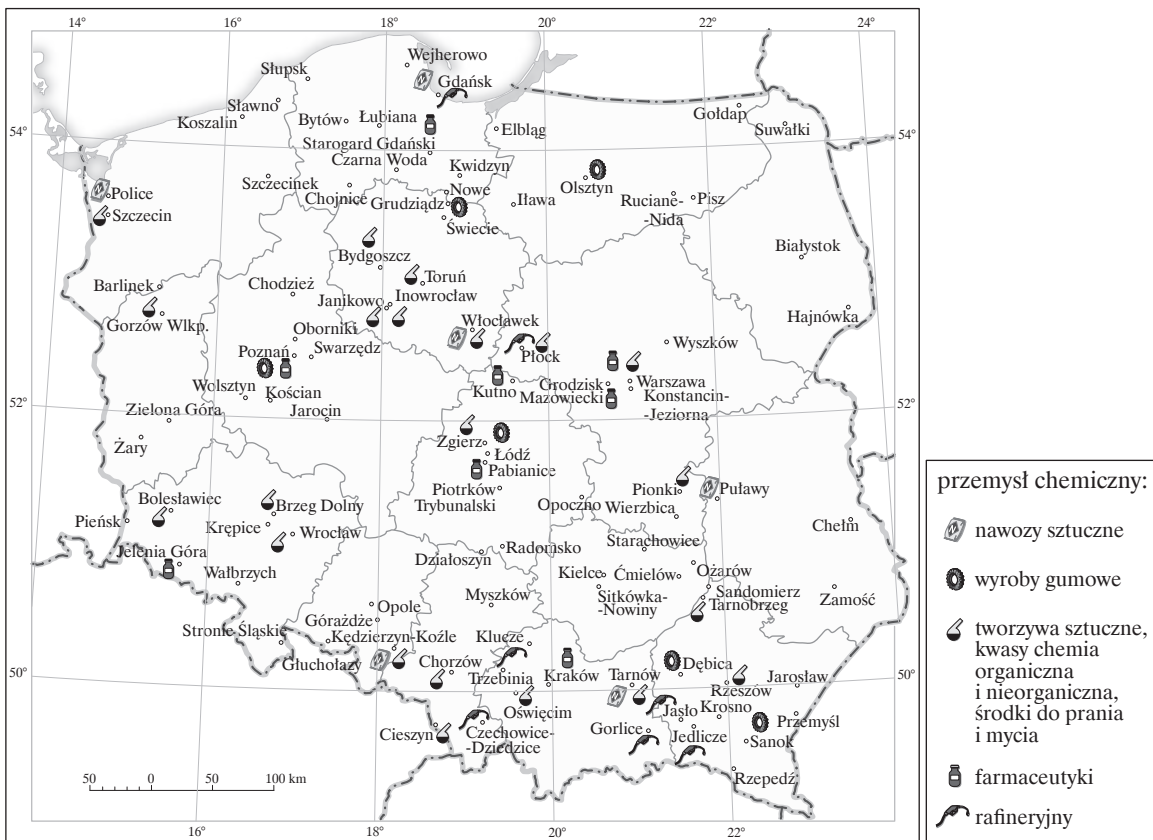 14° 16° 18° 20° 22° 24°
Wejherowo
Słupsk
Gdańsk
Sławno
Koszalin
Bytów
Łubiana
Elbląg
Gołdap
Suwałki
54° 54°
Starogard Gdański
Czarna Woda
Kwidzyn
Szczecinek
Chojnice
Nowe
Grudziądz
Iława
Olsztyn
Ruciane-
-Nida
Pisz
Police
Szczecin
Świecie
Białystok
Bydgoszcz
Toruń
Barlinek
Chodzież
Janikowo
Inowrocław
Gorzów Wlkp.
Włocławek
Hajnówka
Oborniki
Swarzędz
Poznań
Płock
Wyszków
Wolsztyn
Kościan
Kutno
Grodzisk
Mazowiecki
Warszawa
Konstancin-
-Jeziorna
52° 52°
Zielona Góra
Jarocin
Żary
Zgierz
Łódź
Pabianice
Piotrków
Trybunalski
Pionki
Puławy
Bolesławiec
Brzeg Dolny
Opoczno
Wierzbica
Pieńsk
Krępice
Wrocław
Chełm
Starachowice
Jelenia Góra
Radomsko
Działoszyn
Wałbrzych
Kielce
Ćmielów
Ożarów
Myszków
Sitkówka-
-Nowiny
Sandomierz
Tarnobrzeg
Zamość
Opole
Górażdże
Stronie Śląskie
Kędzierzyn-Koźle
Klucze
50° 50°
Głuchołazy
Chorzów
Trzebinia
Kraków
Tarnów
Dębica
Rzeszów
Jarosław
Oświęcim
Krosno
Jasło
Przemyśl
Cieszyn
Czechowice-
-Dziedzice
Gorlice
Jedlicze
Sanok
Rzepedź
50 0 50 100 km
16° 18° 20° 22°
przemysł chemiczny:
nawozy sztuczne
wyroby gumowe
tworzywa sztuczne,
kwasy chemia
organiczna
i nieorganiczna,
środki do prania
i mycia
farmaceutyki
rafineryjny